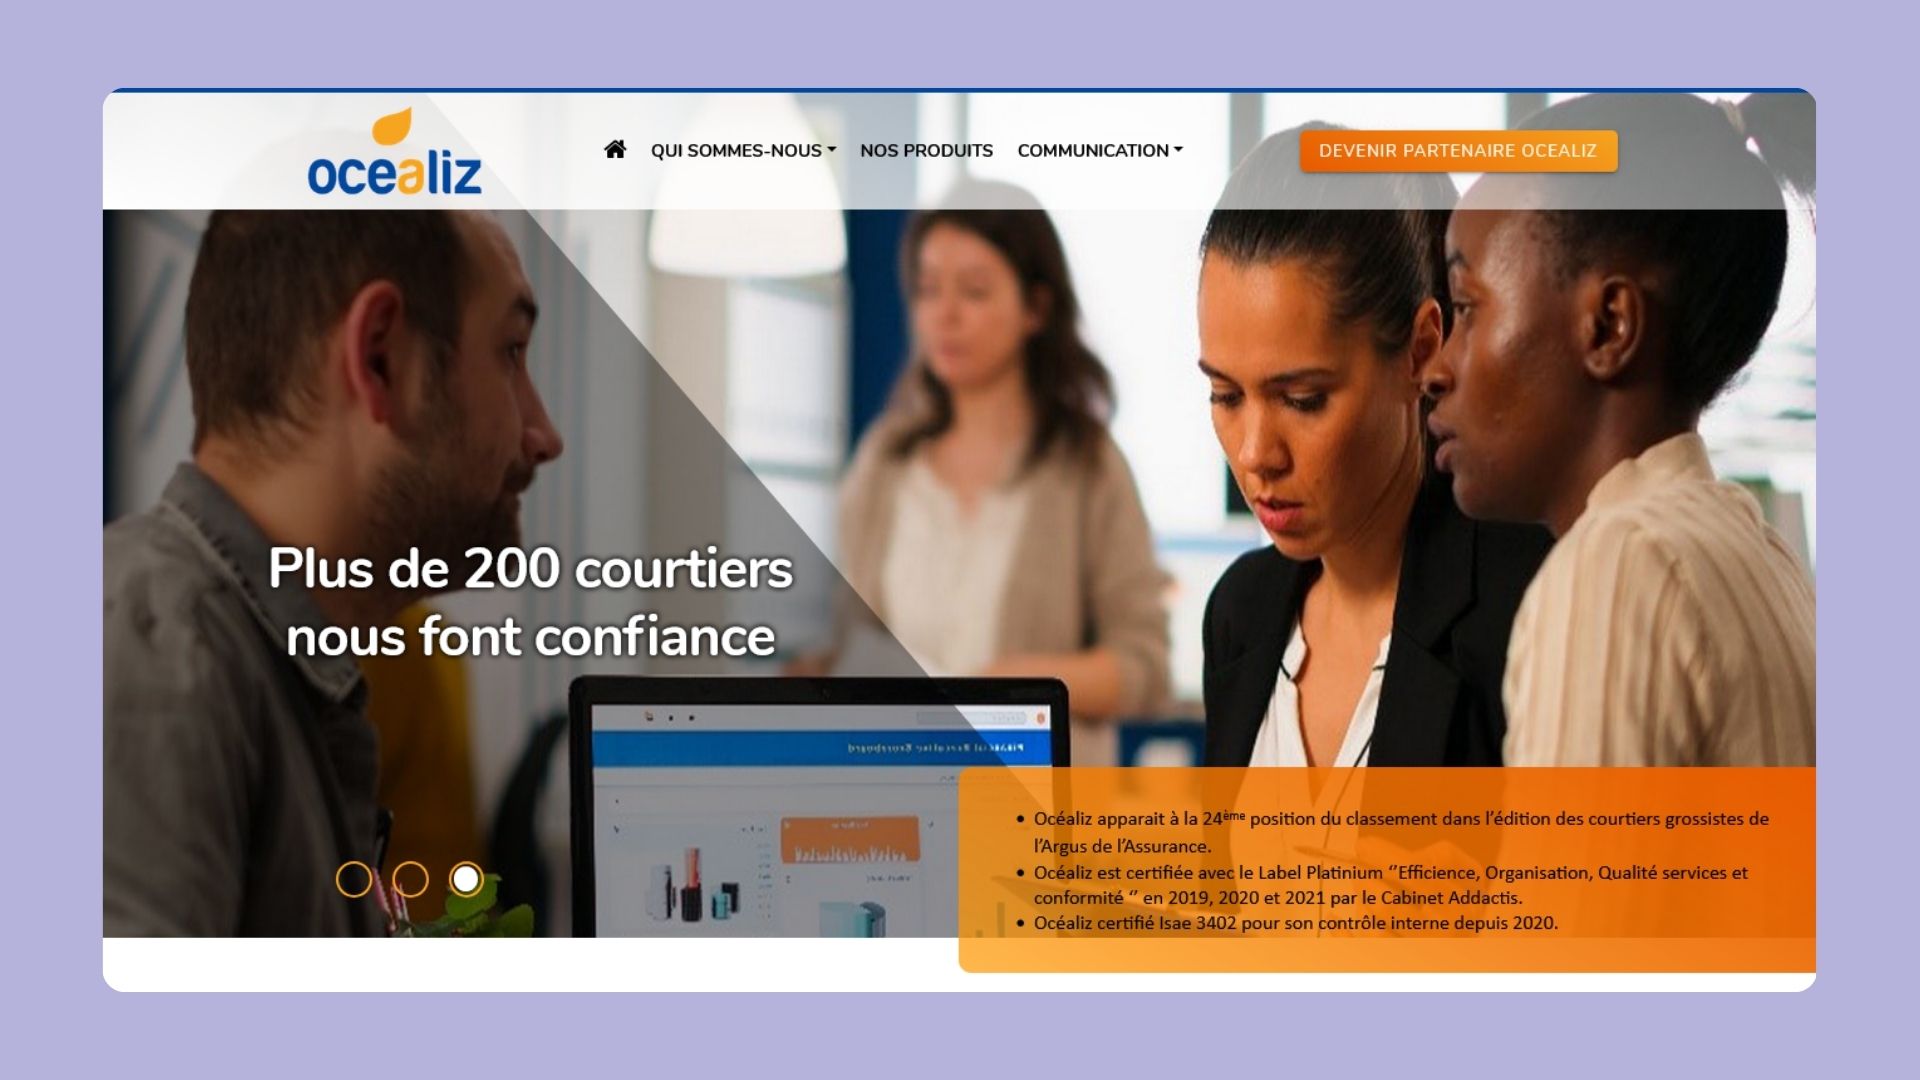 ocealiz
QUI SOMMES-NOUS
NOS PRODUITS
COMMUNICATION
DEVENIR PARTENAIRE OCEALIZ
Plus de 200 courtiers
nous font confiance
• Océaliz apparait à la 24ème position du classement dans l’édition des courtiers grossistes de
l’Argus de l’Assurance.
• Océaliz est certifiée avec le Label Platinium ‘’Efficience, Organisation, Qualité services et
conformité ‘’ en 2019, 2020 et 2021 par le Cabinet Addactis.
• Océaliz certifié Isae 3402 pour son contrôle interne depuis 2020.